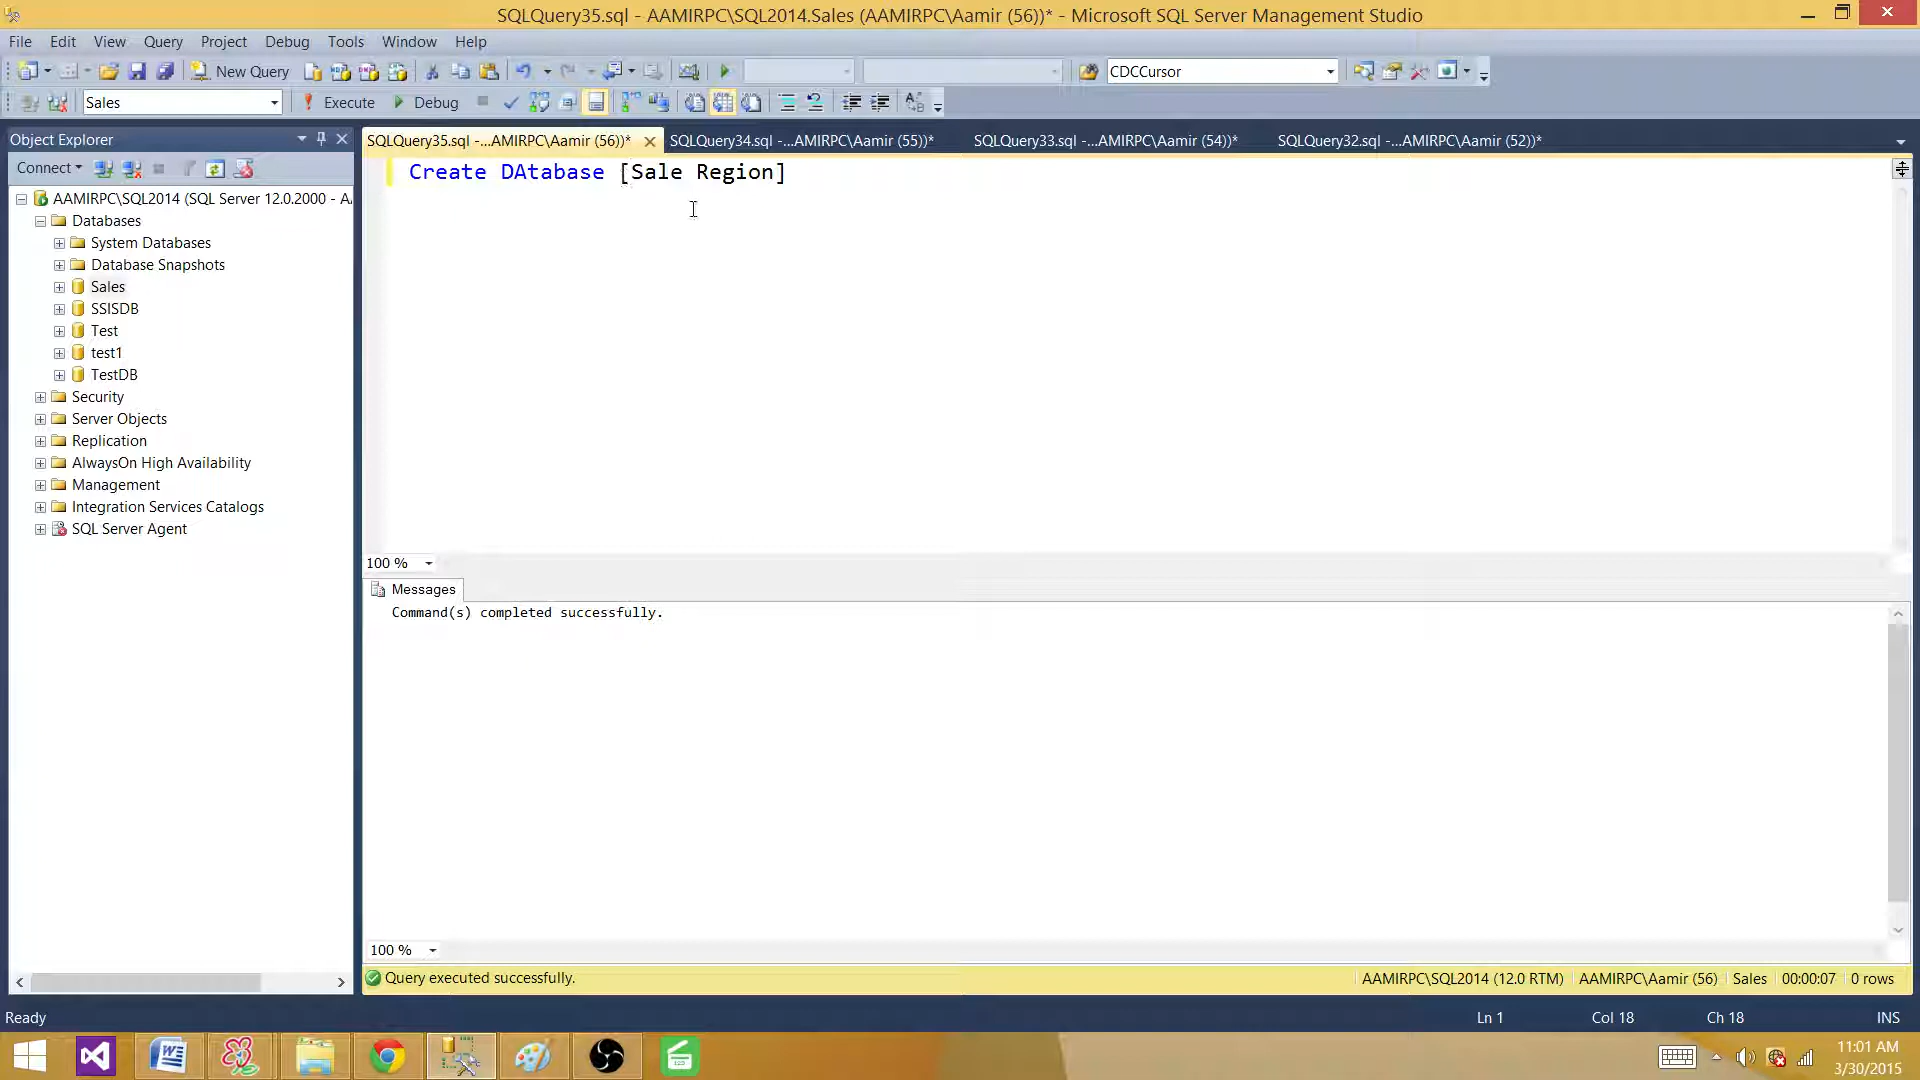 SQLQuery35.sql - AAMIRPC\SQL2014.Sales (AAMIRPC\Aamir (56))* - Microsoft SQL Server Management Studio
File Edit View Query Project Debug Tools Window Help
New Query CDCCursor
Sales Execute Debug
Object Explorer
SQLQuery35.sql -...AMIRPC\Aamir (56))* SQLQuery34.sql -...AMIRPC\Aamir (55))* SQLQuery33.sql -...AMIRPC\Aamir (54))* SQLQuery32.sql -...AMIRPC\Aamir (52))*
Connect
Create DAtabase [Sale Region]
AAMIRPC\SQL2014 (SQL Server 12.0.2000 - A
Databases
System Databases
Database Snapshots
Sales
SSISDB
Test
test1
TestDB
Security
Server Objects
Replication
AlwaysOn High Availability
Management
Integration Services Catalogs
SQL Server Agent
100 %
Messages
Command(s) completed successfully.
100 %
Query executed successfully. AAMIRPC\SQL2014 (12.0 RTM) AAMIRPC\Aamir (56) Sales 00:00:07 0 rows
Ready Ln 1 Col 18 Ch 18 INS
11:01 AM
3/30/2015